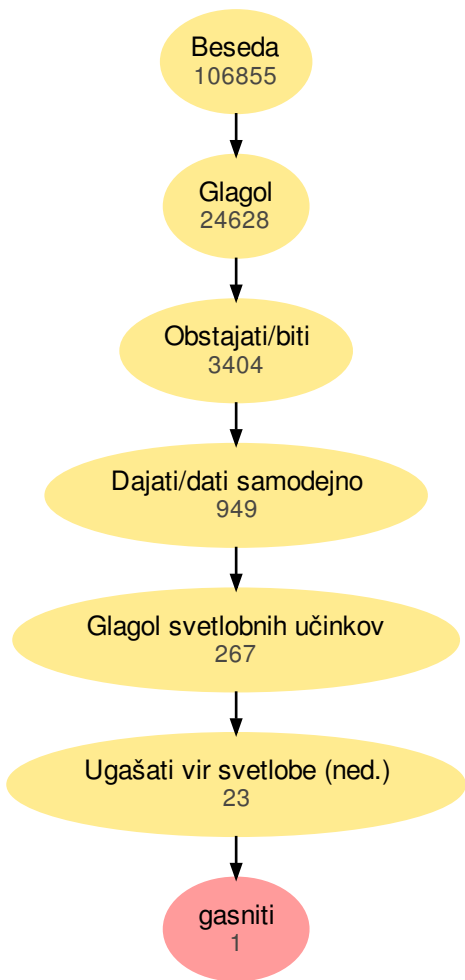 Beseda
106855
Glagol
24628
Obstajati/biti
3404
Dajati/dati samodejno
949
Glagol svetlobnih učinkov
267
Ugašati vir svetlobe (ned.)
23
gasniti
1